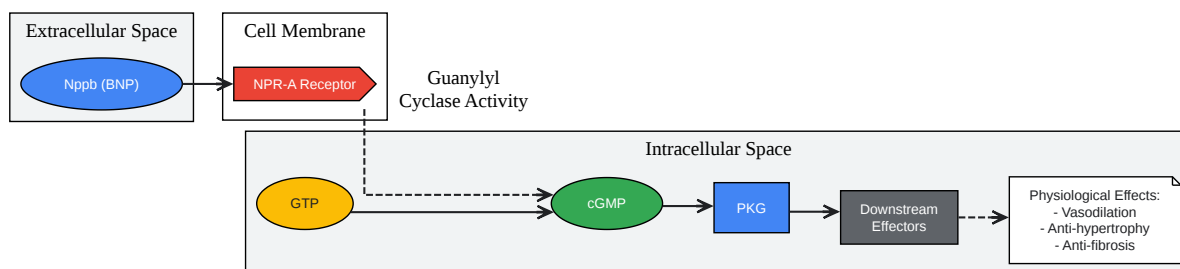 Extracellular Space
Nppb (BNP)
Cell Membrane
NPR-A Receptor
Guanylyl
Cyclase Activity
Intracellular Space
GTP
cGMP
PKG
Downstream
Effectors
Physiological Effects:
- Vasodilation
- Anti-hypertrophy
- Anti-fibrosis